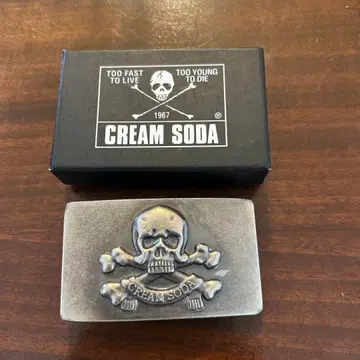 TOO FAST
TO LIVE
TOO YOUNG
TO DIE
1967
CREAM SODA
®
CREAM SODA